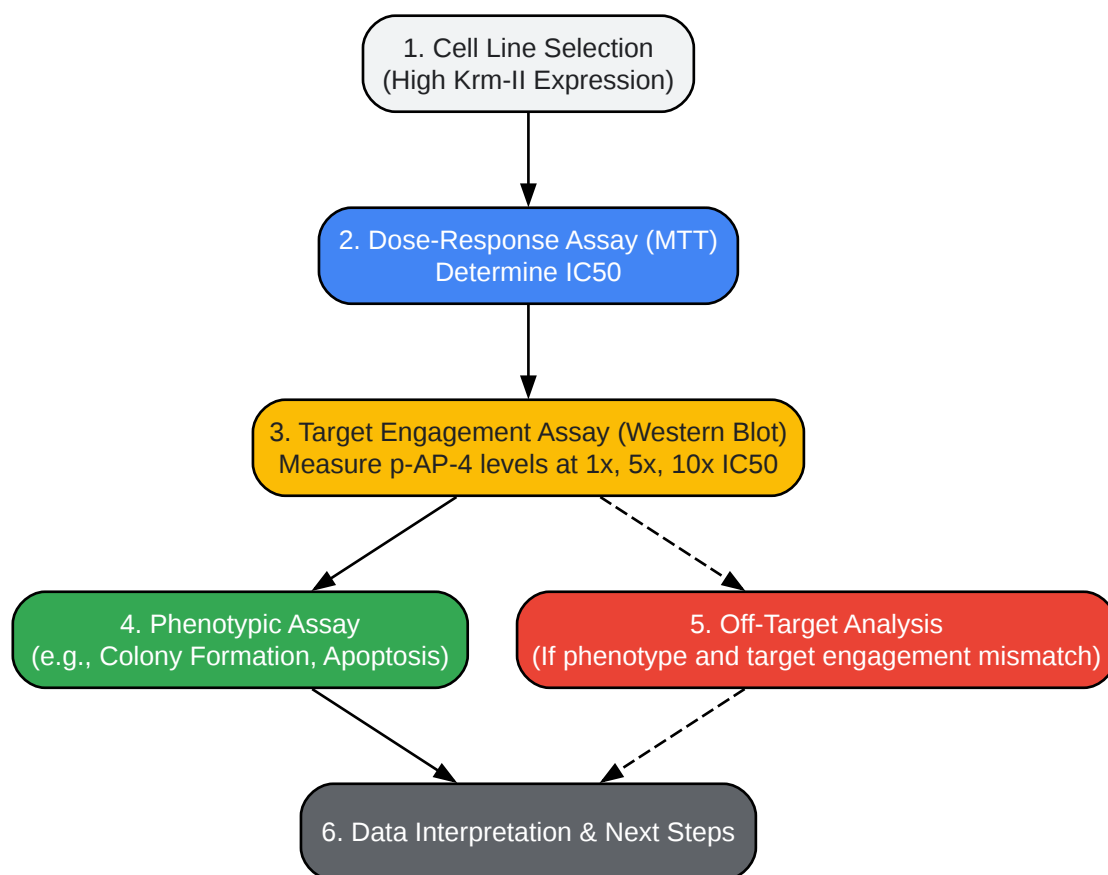 1. Cell Line Selection
(High Krm-II Expression)
2. Dose-Response Assay (MTT)
Determine IC50
3. Target Engagement Assay (Western Blot)
Measure p-AP-4 levels at 1x, 5x, 10x IC50
4. Phenotypic Assay
(e.g., Colony Formation, Apoptosis)
5. Off-Target Analysis
(If phenotype and target engagement mismatch)
6. Data Interpretation & Next Steps